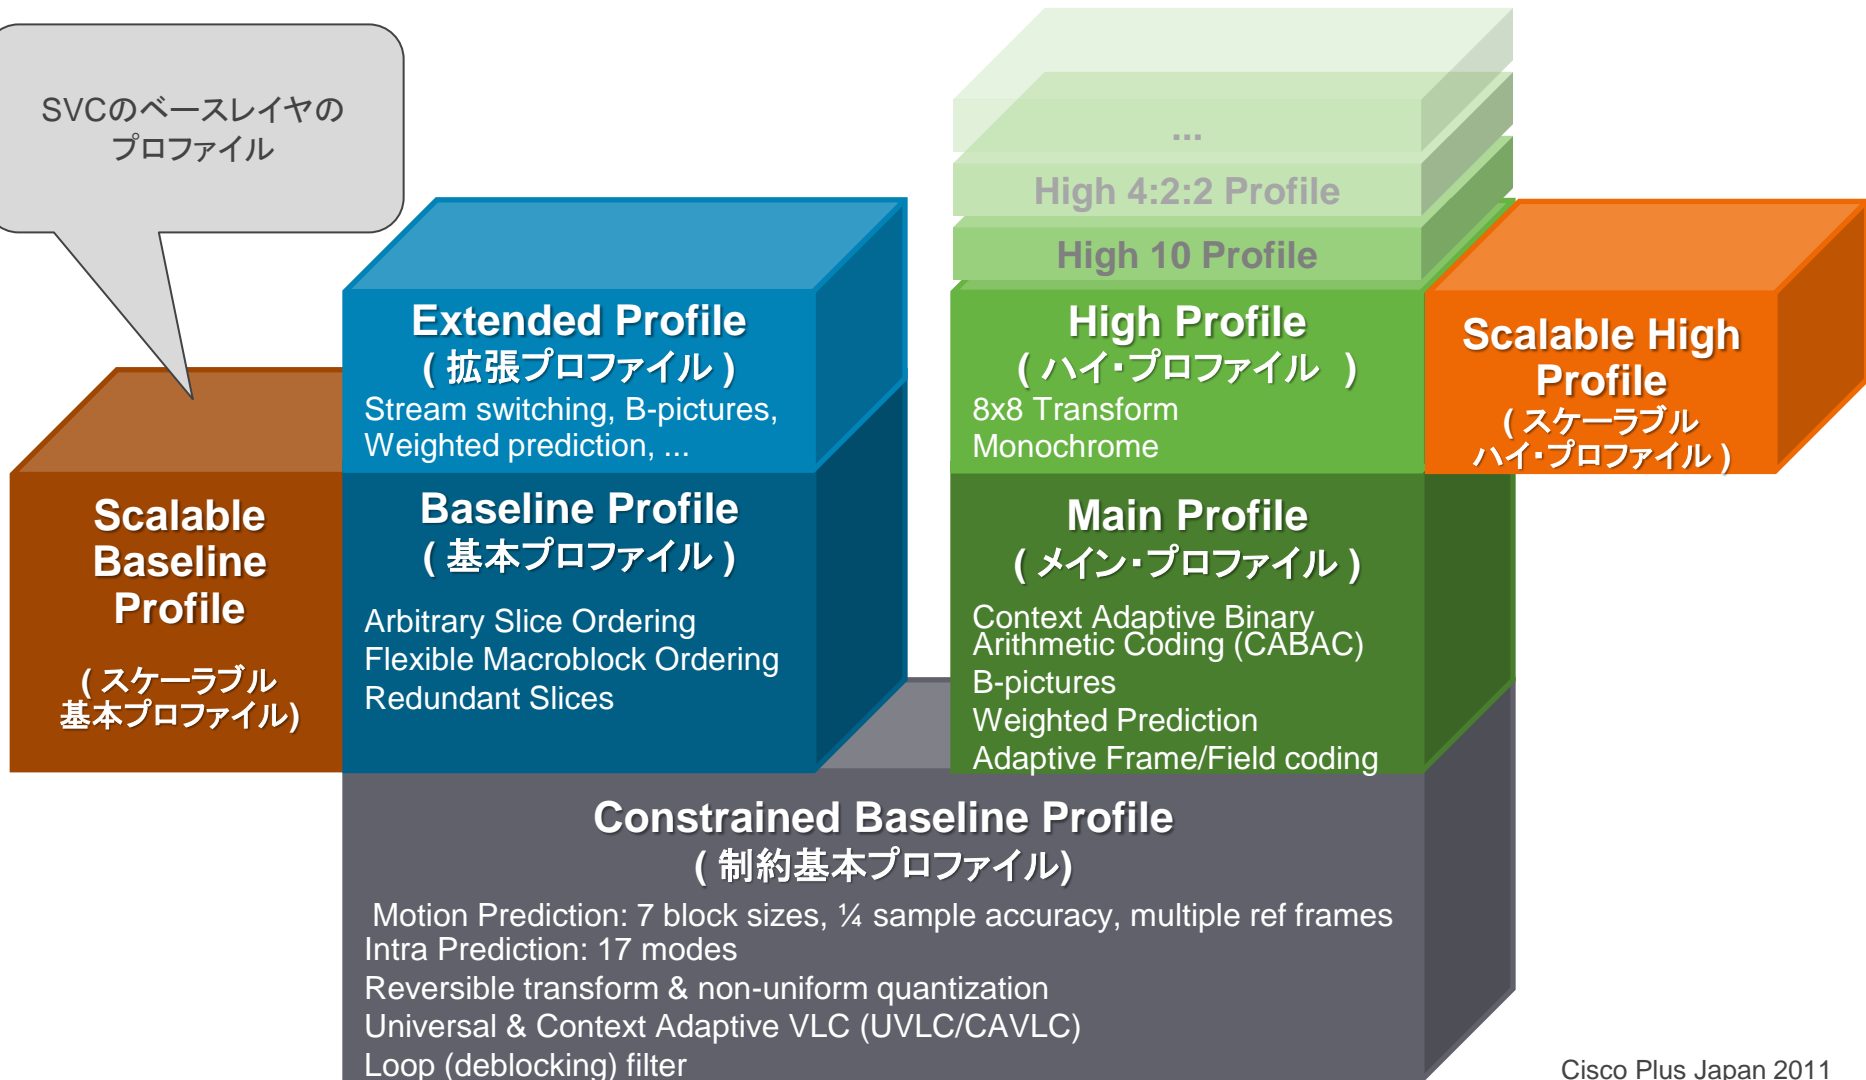 SVCのベースレイヤの
プロファイル
...
High 4:2:2 Profile
High 10 Profile
Extended Profile
( 拡張プロファイル )
Stream switching, B-pictures,
Weighted prediction, ...
High Profile
( ハイ・プロファイル )
8x8 Transform
Monochrome
Scalable High
Profile
( スケーラブル
ハイ・プロファイル )
Scalable
Baseline
Profile
( スケーラブル
基本プロファイル)
Baseline Profile
( 基本プロファイル )
Arbitrary Slice Ordering
Flexible Macroblock Ordering
Redundant Slices
Main Profile
( メイン・プロファイル )
Context Adaptive Binary
Arithmetic Coding (CABAC)
B-pictures
Weighted Prediction
Adaptive Frame/Field coding
Constrained Baseline Profile
( 制約基本プロファイル)
Motion Prediction: 7 block sizes, ¼ sample accuracy, multiple ref frames
Intra Prediction: 17 modes
Reversible transform & non-uniform quantization
Universal & Context Adaptive VLC (UVLC/CAVLC)
Loop (deblocking) filter
Cisco Plus Japan 2011